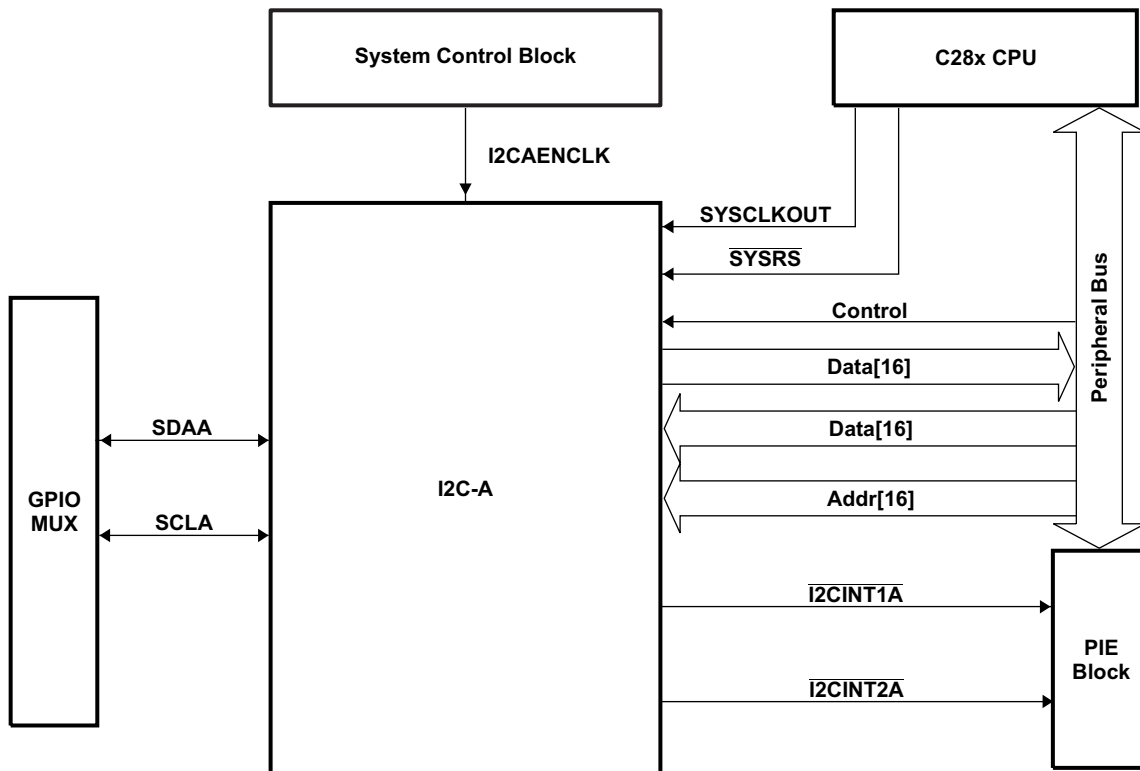 System Control Block
C28x CPU
I2CAENCLK
SYSCLKOUT
SYSRS
Control
Data[16]
Data[16]
Addr[16]
Peripheral Bus
SDAA
SCLA
GPIO
MUX
I2C-A
I2CINT1A
I2CINT2A
PIE
Block